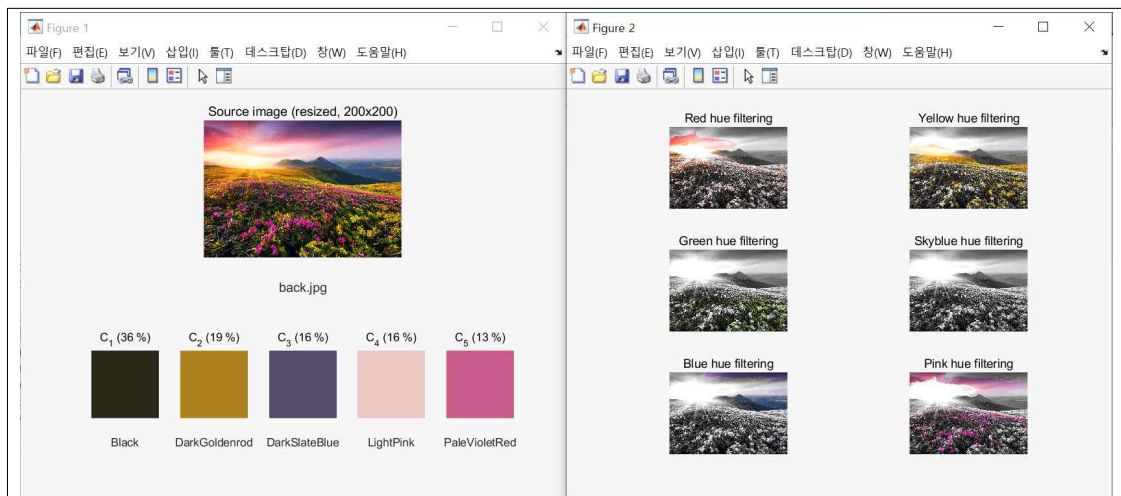 Figure 1
파일(F) 편집(E) 보기(V) 삽입(I) 툴(T) 데스크탑(D) 창(W) 도움말(H)
Source image (resized, 200x200)
back.jpg
C1 (36 %) C2 (19 %) C3 (16 %) C4 (16 %) C5 (13 %)
Black DarkGoldenrod DarkSlateBlue LightPink PaleVioletRed
Figure 2
파일(F) 편집(E) 보기(V) 삽입(I) 툴(T) 데스크탑(D) 창(W) 도움말(H)
Red hue filtering Yellow hue filtering
Green hue filtering Skyblue hue filtering
Blue hue filtering Pink hue filtering